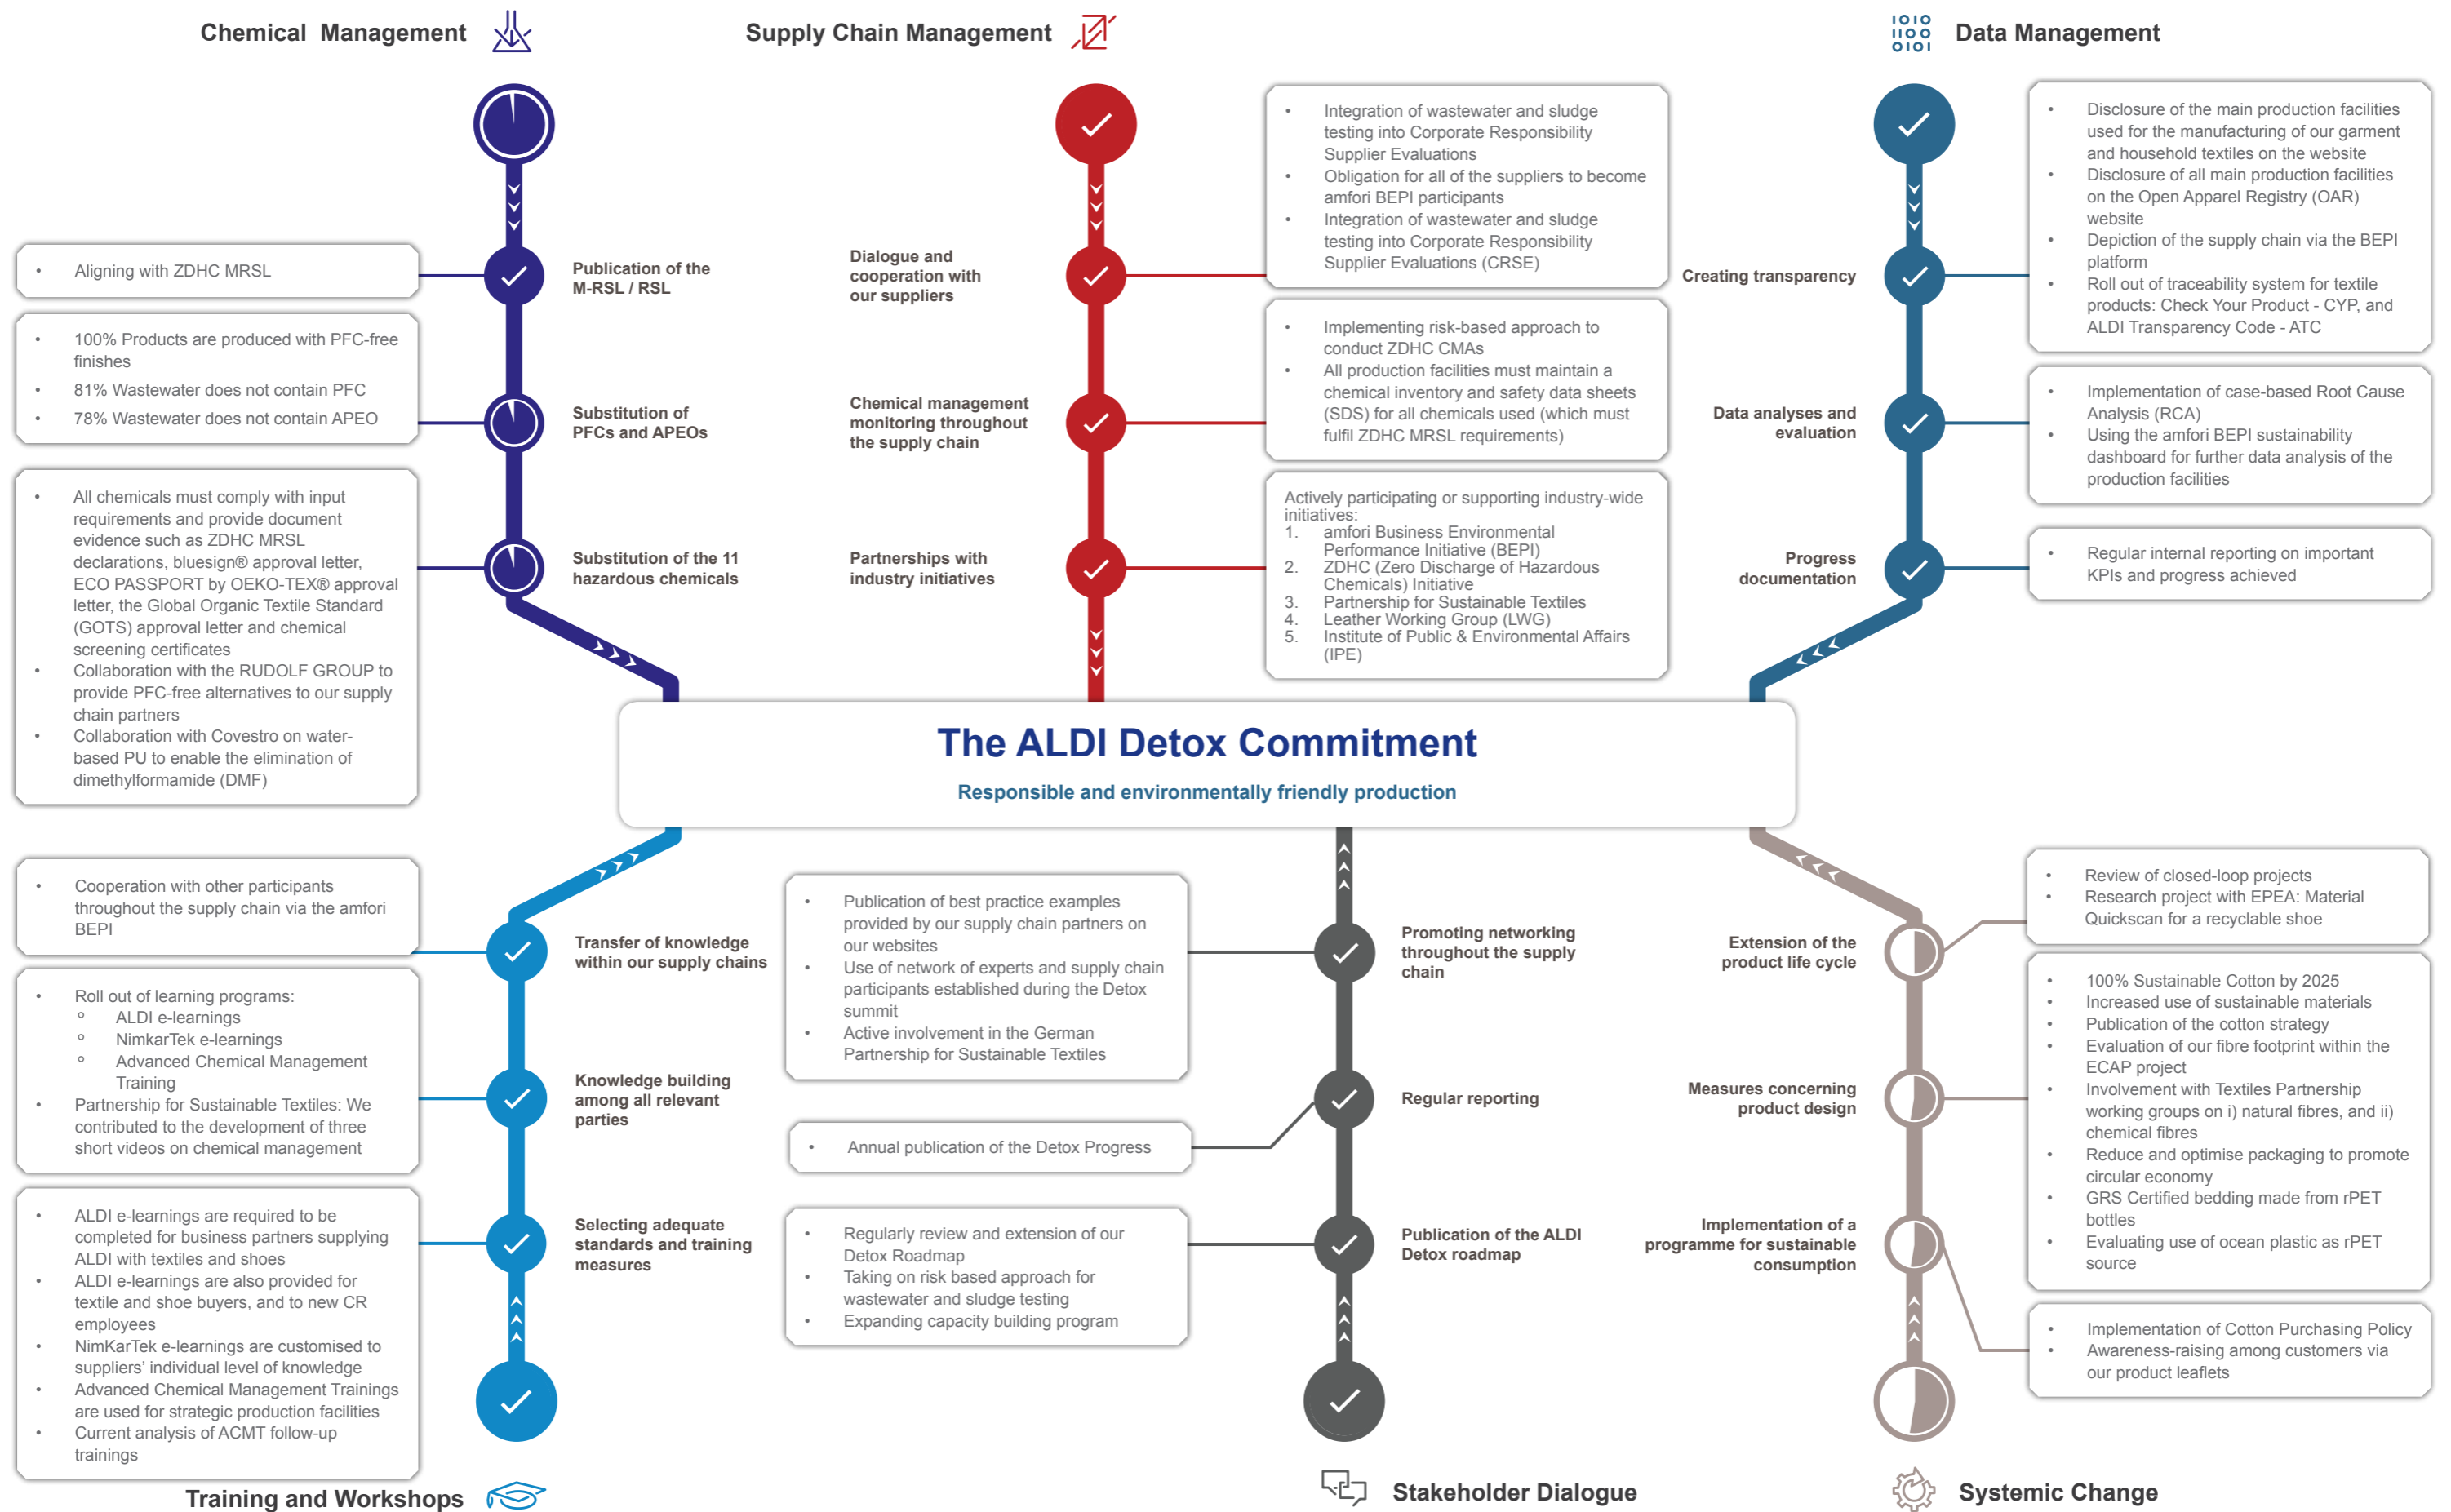 Chemical Management
Aligning with ZDHC MRSL
Publication of the
M-RSL / RSL
100% Products are produced with PFC-free
finishes
81% Wastewater does not contain PFC
78% Wastewater does not contain APEO
Substitution of
PFCs and APEOs
All chemicals must comply with input
requirements and provide document
evidence such as ZDHC MRSL
declarations, bluesign® approval letter,
ECO PASSPORT by OEKO-TEX® approval
letter, the Global Organic Textile Standard
(GOTS) approval letter and chemical
screening certificates
Collaboration with the RUDOLF GROUP to
provide PFC-free alternatives to our supply
chain partners
Collaboration with Covestro on water-
based PU to enable the elimination of
dimethylformamide (DMF)
Substitution of the 11
hazardous chemicals
Supply Chain Management
Dialogue and
cooperation with
our suppliers
Integration of wastewater and sludge
testing into Corporate Responsibility
Supplier Evaluations
Obligation for all of the suppliers to become
amfori BEPI participants
Integration of wastewater and sludge
testing into Corporate Responsibility
Supplier Evaluations (CRSE)
Chemical management
monitoring throughout
the supply chain
Implementing risk-based approach to
conduct ZDHC CMAs
All production facilities must maintain a
chemical inventory and safety data sheets
(SDS) for all chemicals used (which must
fulfil ZDHC MRSL requirements)
Partnerships with
industry initiatives
Actively participating or supporting industry-wide
initiatives:
1. amfori Business Environmental
Performance Initiative (BEPI)
2. ZDHC (Zero Discharge of Hazardous
Chemicals) Initiative
3. Partnership for Sustainable Textiles
4. Leather Working Group (LWG)
5. Institute of Public & Environmental Affairs
(IPE)
1010
1100
0101
Data Management
Creating transparency
Disclosure of the main production facilities
used for the manufacturing of our garment
and household textiles on the website
Disclosure of all main production facilities
on the Open Apparel Registry (OAR)
website
Depiction of the supply chain via the BEPI
platform
Roll out of traceability system for textile
products: Check Your Product - CYP, and
ALDI Transparency Code - ATC
Data analyses and
evaluation
Implementation of case-based Root Cause
Analysis (RCA)
Using the amfori BEPI sustainability
dashboard for further data analysis of the
production facilities
Progress
documentation
Regular internal reporting on important
KPIs and progress achieved
The ALDI Detox Commitment
Responsible and environmentally friendly production
Cooperation with other participants
throughout the supply chain via the amfori
BEPI
Transfer of knowledge
within our supply chains
Roll out of learning programs:
ALDI e-learnings
NimkarTek e-learnings
Advanced Chemical Management
Training
Partnership for Sustainable Textiles: We
contributed to the development of three
short videos on chemical management
Knowledge building
among all relevant
parties
ALDI e-learnings are required to be
completed for business partners supplying
ALDI with textiles and shoes
ALDI e-learnings are also provided for
textile and shoe buyers, and to new CR
employees
NimKarTek e-learnings are customised to
suppliers' individual level of knowledge
Advanced Chemical Management Trainings
are used for strategic production facilities
Current analysis of ACMT follow-up
trainings
Selecting adequate
standards and training
measures
Training and Workshops
Publication of best practice examples
provided by our supply chain partners on
our websites
Use of network of experts and supply chain
participants established during the Detox
summit
Active involvement in the German
Partnership for Sustainable Textiles
Promoting networking
throughout the supply
chain
Annual publication of the Detox Progress
Regular reporting
Regularly review and extension of our
Detox Roadmap
Taking on risk based approach for
wastewater and sludge testing
Expanding capacity building program
Publication of the ALDI
Detox roadmap
Stakeholder Dialogue
Extension of the
product life cycle
Review of closed-loop projects
Research project with EPEA: Material
Quickscan for a recyclable shoe
Measures concerning
product design
100% Sustainable Cotton by 2025
Increased use of sustainable materials
Publication of the cotton strategy
Evaluation of our fibre footprint within the
ECAP project
Involvement with Textiles Partnership
working groups on i) natural fibres, and ii)
chemical fibres
Reduce and optimise packaging to promote
circular economy
GRS Certified bedding made from rPET
bottles
Evaluating use of ocean plastic as rPET
source
Implementation of a
programme for sustainable
consumption
Implementation of Cotton Purchasing Policy
Awareness-raising among customers via
our product leaflets
Systemic Change